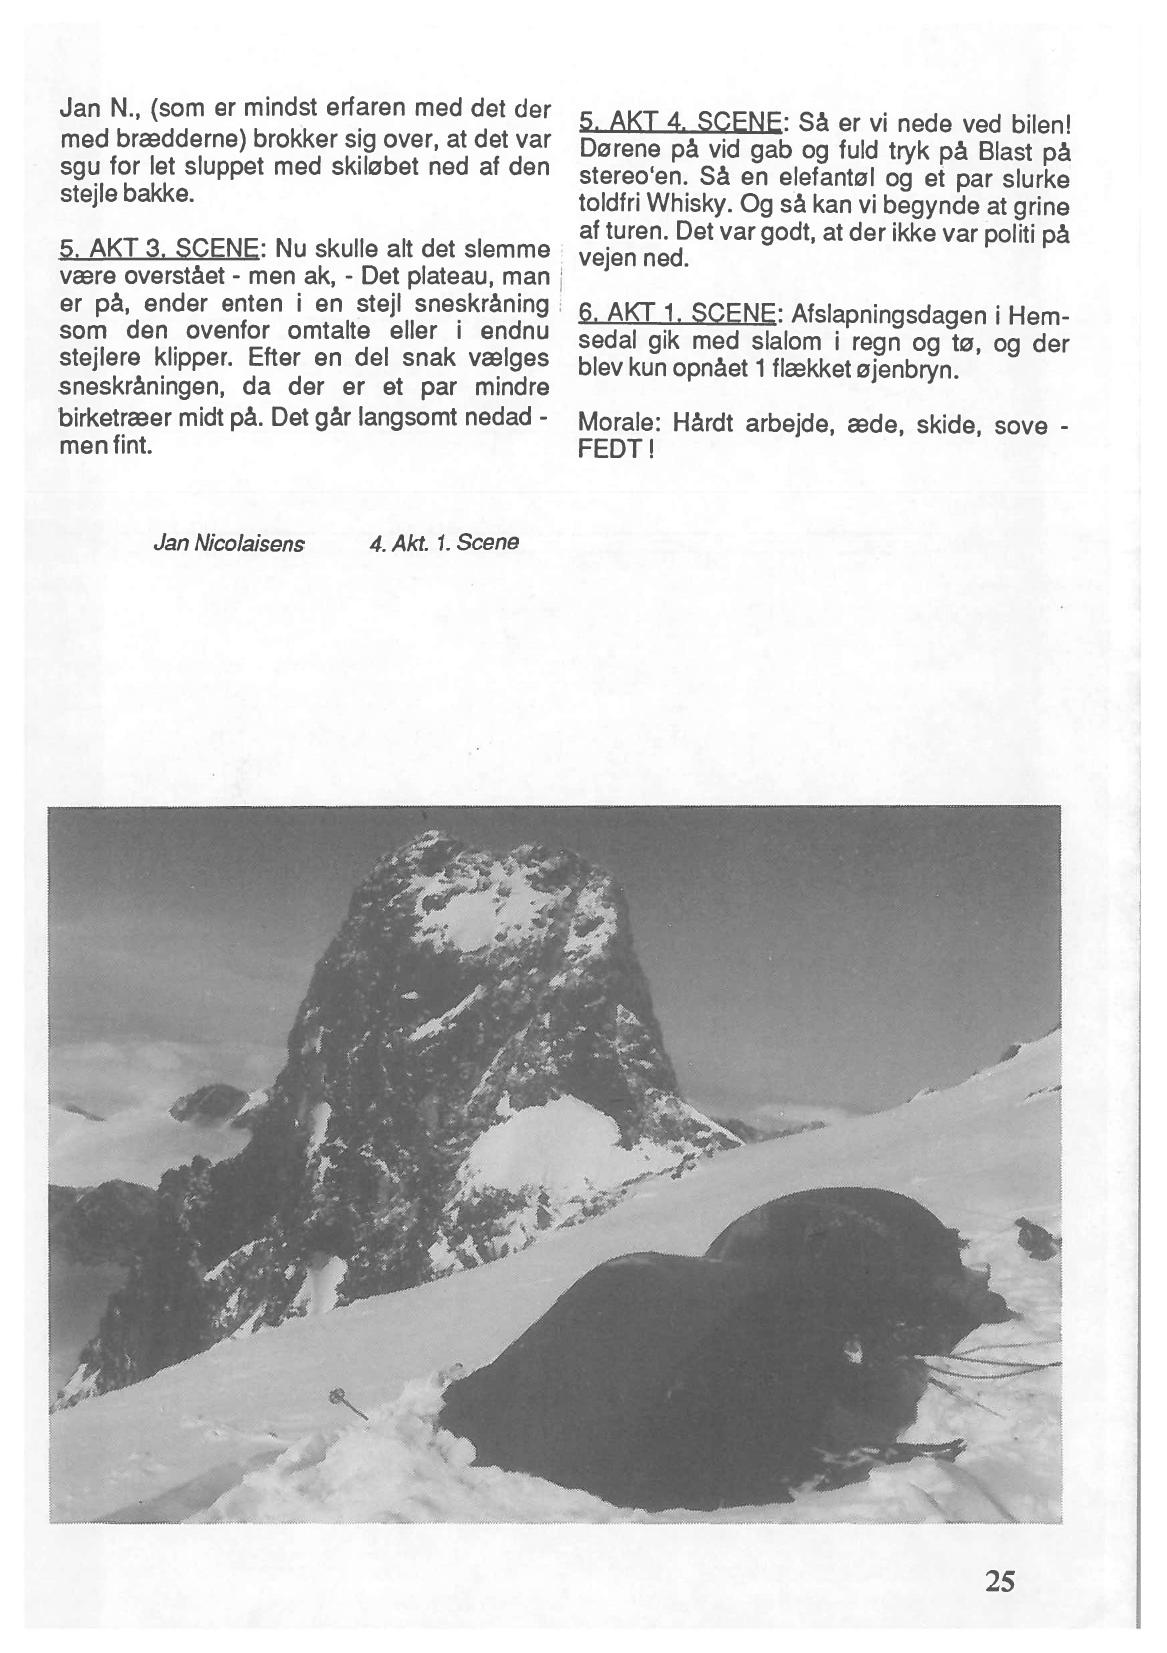 Jan N., (som er mindst erfaren med det der
med brædderne) brokker sig over, at det var
sgu for let sluppet med skiløbet ned af den
stejle bakke.
5. AKT 3. SCENE: Nu skulle alt det slemme
være overstået - men ak, - Det plateau, man
er på, ender enten i en stejl sneskråning
som den ovenfor omtalte eller i endnu
stejlere klipper. Efter en del snak vælges
sneskråningen, da der er et par mindre
birketræer midt på. Det går langsomt nedad -
men fint.
5. AKT 4. SCENE: Så er vi nede ved bilen!
Dørene på vid gab og fuld tryk på Blast på
stereo'en. Så en elefantøl og et par slurke
toldfri Whisky. Og så kan vi begynde at grine
af turen. Det var godt, at der ikke var politi på
vejen ned.
6. AKT 1. SCENE: Afslapningsdagen i Hem-
sedal gik med slalom i regn og tø, og der
blev kun opnået 1 flækket øjenbryn.
Morale: Hårdt arbejde, æde, skide, sove -
FEDT !
Jan Nicolaisens 4. Akt. 1. Scene
25